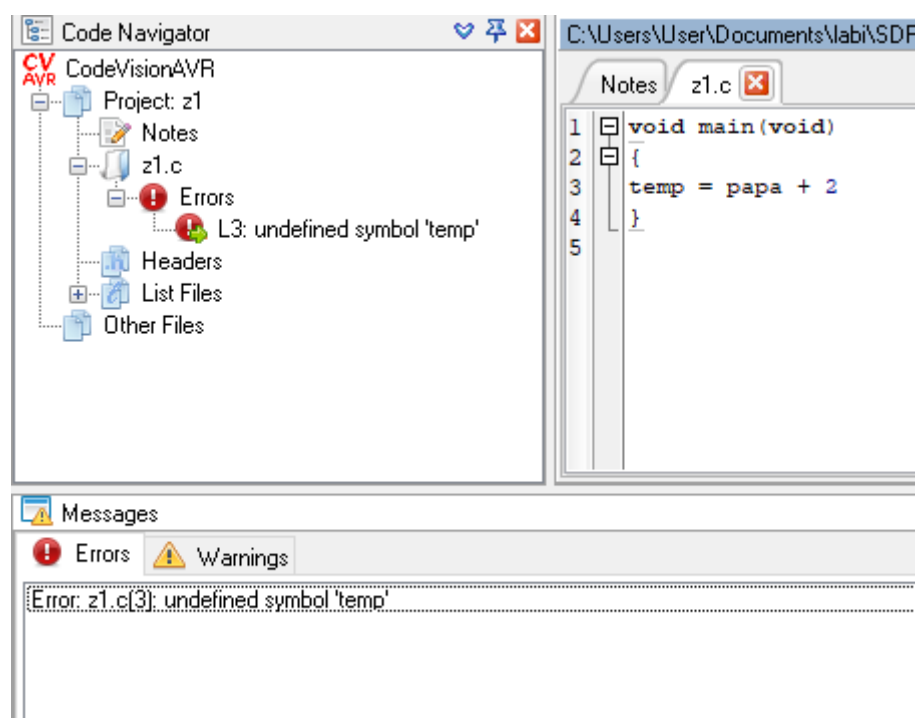 Code Navigator
CV AVR CodeVisionAVR
Project: z1
Notes
z1.c
Errors
L3: undefined symbol 'temp'
.h Headers
List Files
Other Files
C:\Users\User\Documents\labi\SDF
Notes z1.c
1 void main(void)
2 {
3 temp = papa + 2
4 }
5
Messages
Errors Warnings
Error: z1.c(3): undefined symbol 'temp'